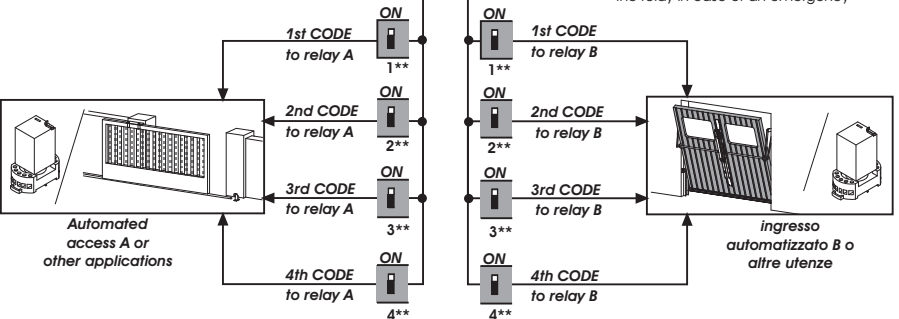 the relay in case of an emergency
ON
1st CODE
to relay A
1**
ON
2nd CODE
to relay A
2**
ON
3rd CODE
to relay A
3**
ON
4th CODE
to relay A
4**
Automated
access A or
other applications
ON
1st CODE
to relay B
1**
ON
2nd CODE
to relay B
2**
ON
3rd CODE
to relay B
3**
ON
4th CODE
to relay B
4**
ingresso
automatizzato B o
altre utenze